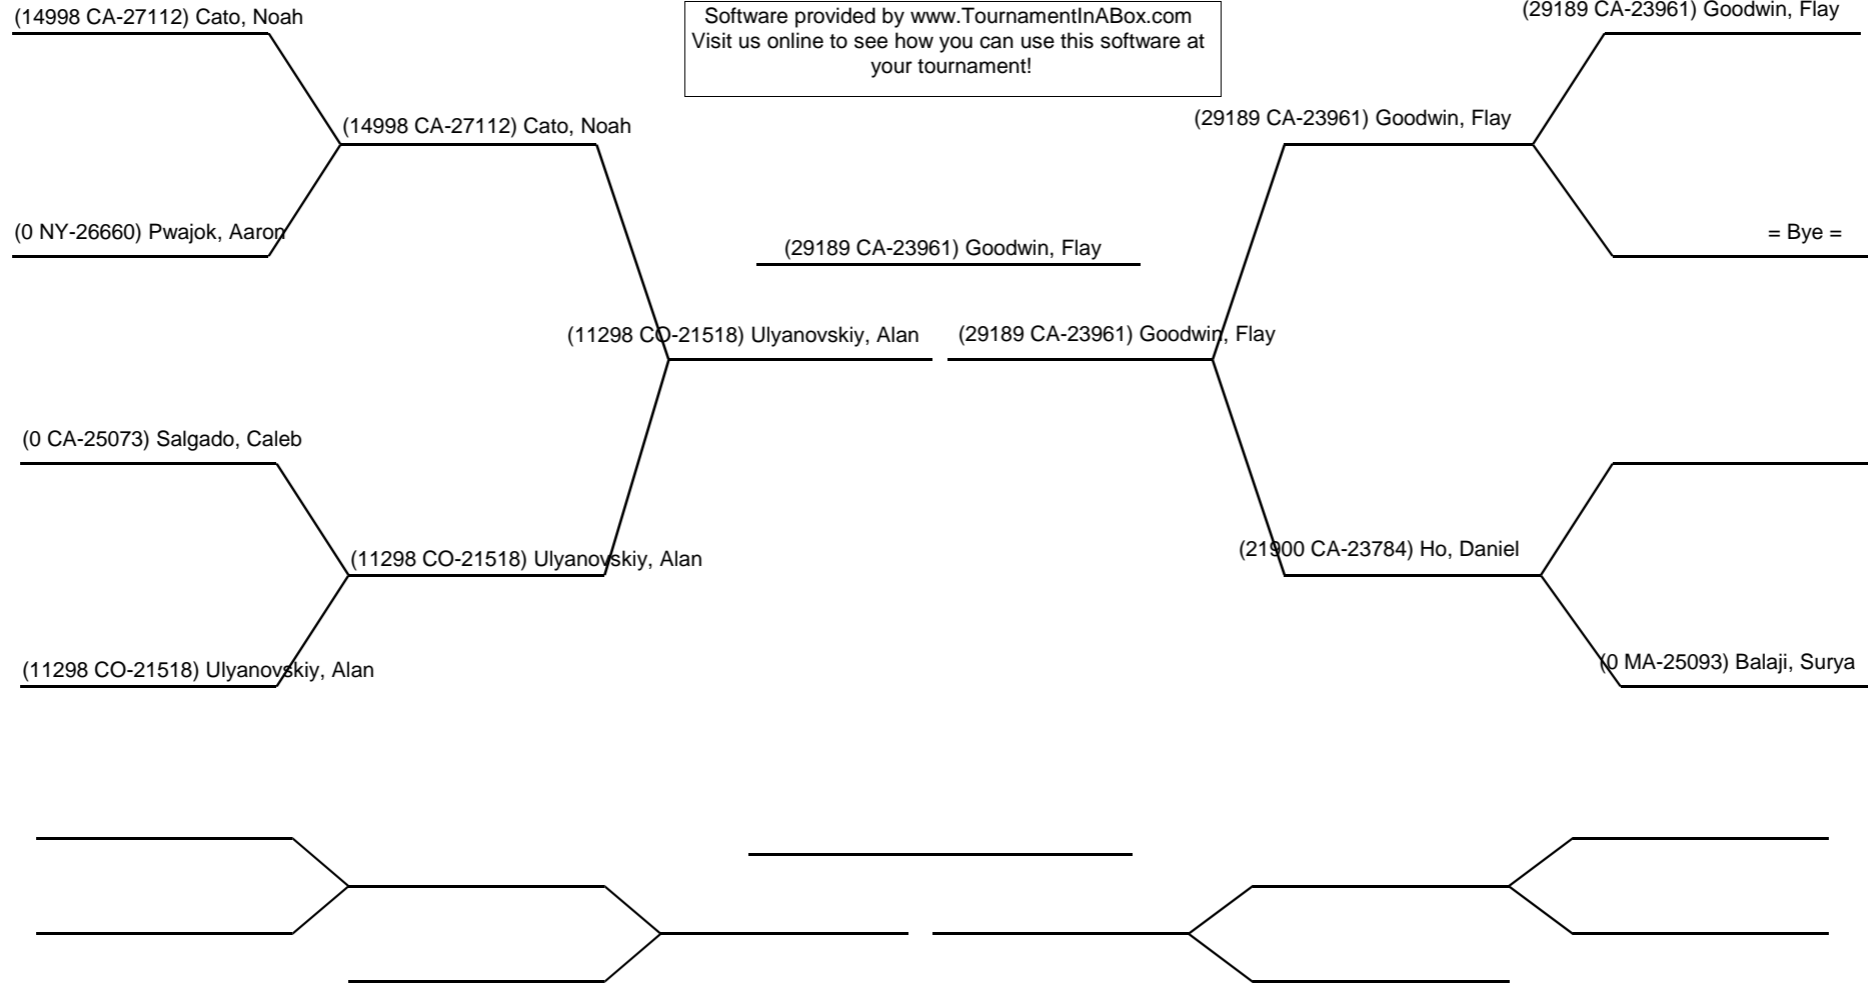 (14998 CA-27112) Cato, Noah
Software provided by www.TournamentInABox.com
Visit us online to see how you can use this software at
your tournament!
(29189 CA-23961) Goodwin, Flay
(14998 CA-27112) Cato, Noah
(29189 CA-23961) Goodwin, Flay
(0 NY-26660) Pwajok, Aaron
(29189 CA-23961) Goodwin, Flay
= Bye =
(11298 CO-21518) Ulyanovskiy, Alan
(29189 CA-23961) Goodwin, Flay
(0 CA-25073) Salgado, Caleb
(11298 CO-21518) Ulyanovskiy, Alan
(21900 CA-23784) Ho, Daniel
(11298 CO-21518) Ulyanovskiy, Alan
(0 MA-25093) Balaji, Surya